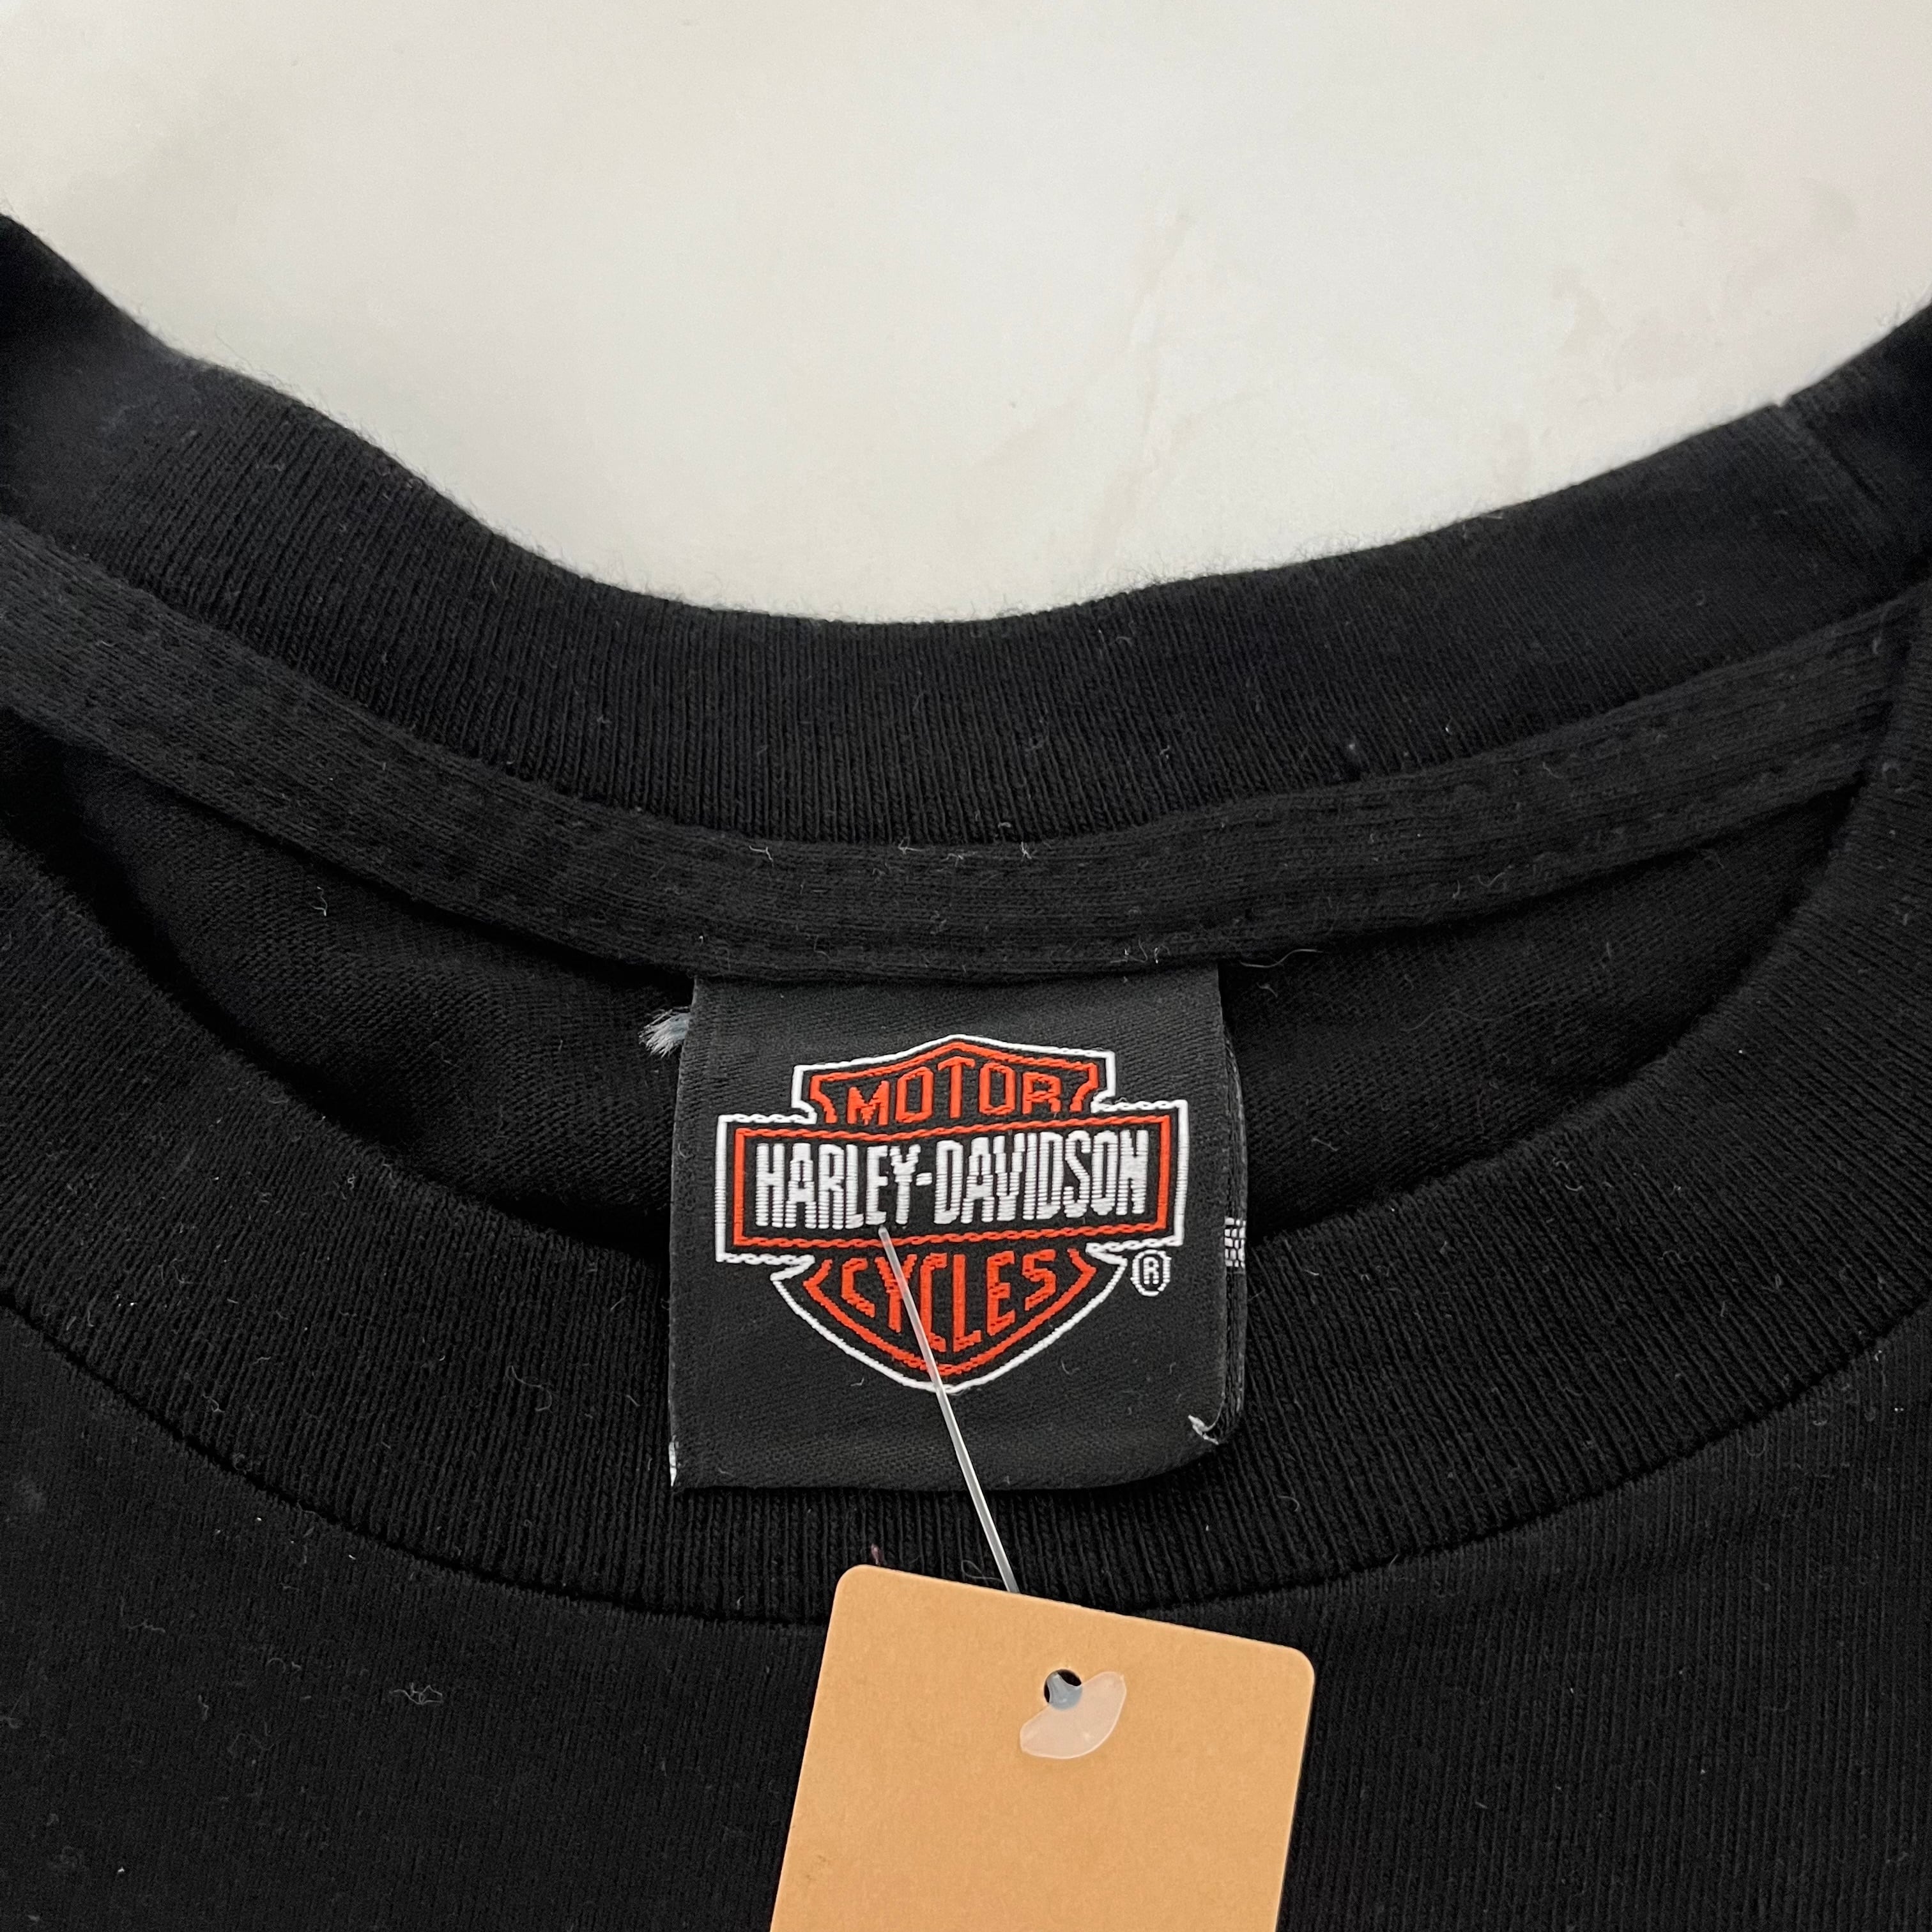 MOTOR
HARLEY-DAVIDSON
CYCLES
®